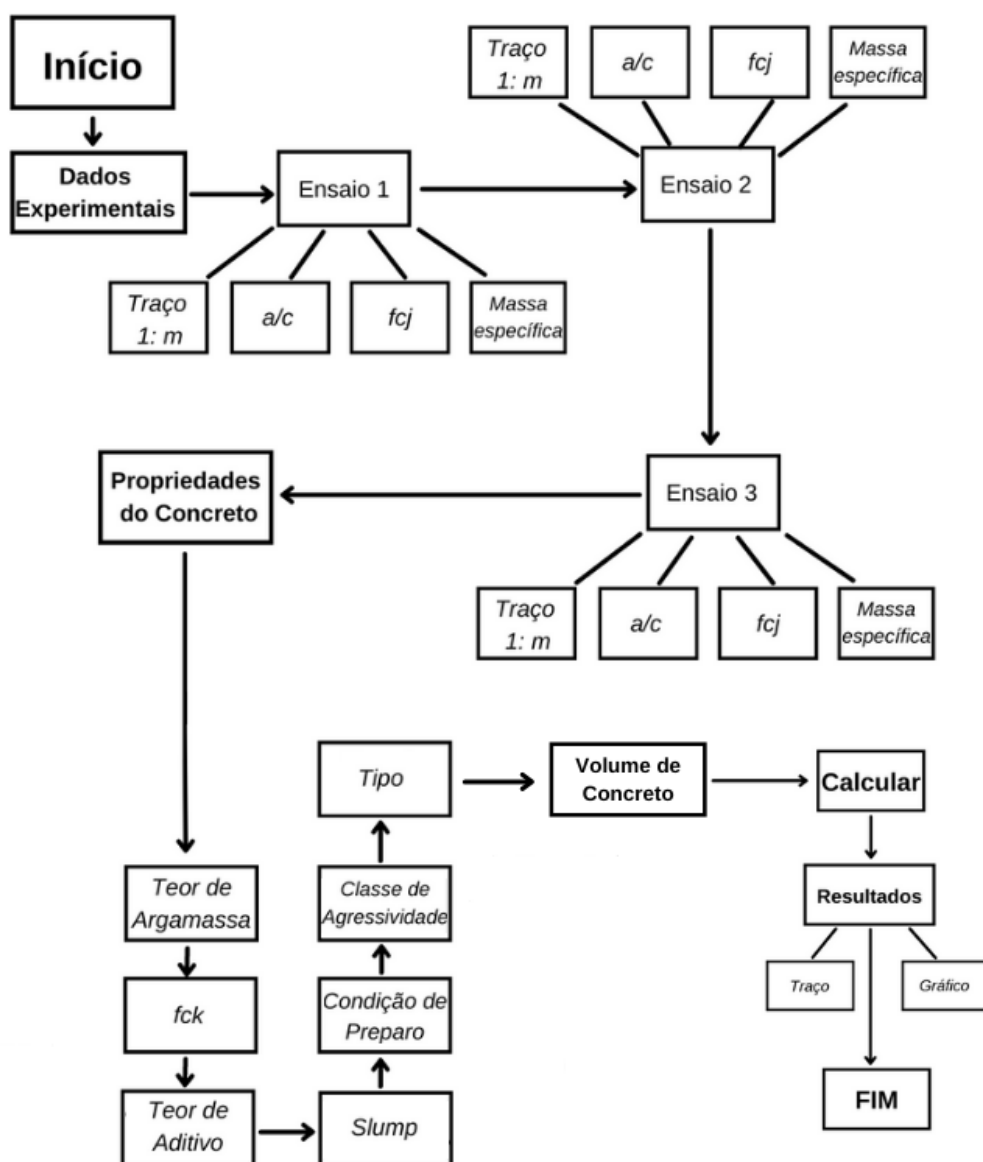 Início
Dados
Experimentais
Ensaio 1
Traço
1: m
a/c
fcj
Massa
específica
Traço
1: m
a/c
fcj
Massa
específica
Ensaio 2
Ensaio 3
Traço
1: m
a/c
fcj
Massa
específica
Propriedades
do Concreto
Teor de
Argamassa
fck
Teor de
Aditivo
Slump
Condição de
Preparo
Classe de
Agressividade
Tipo
Volume de
Concreto
Calcular
Resultados
Traço
Gráfico
FIM